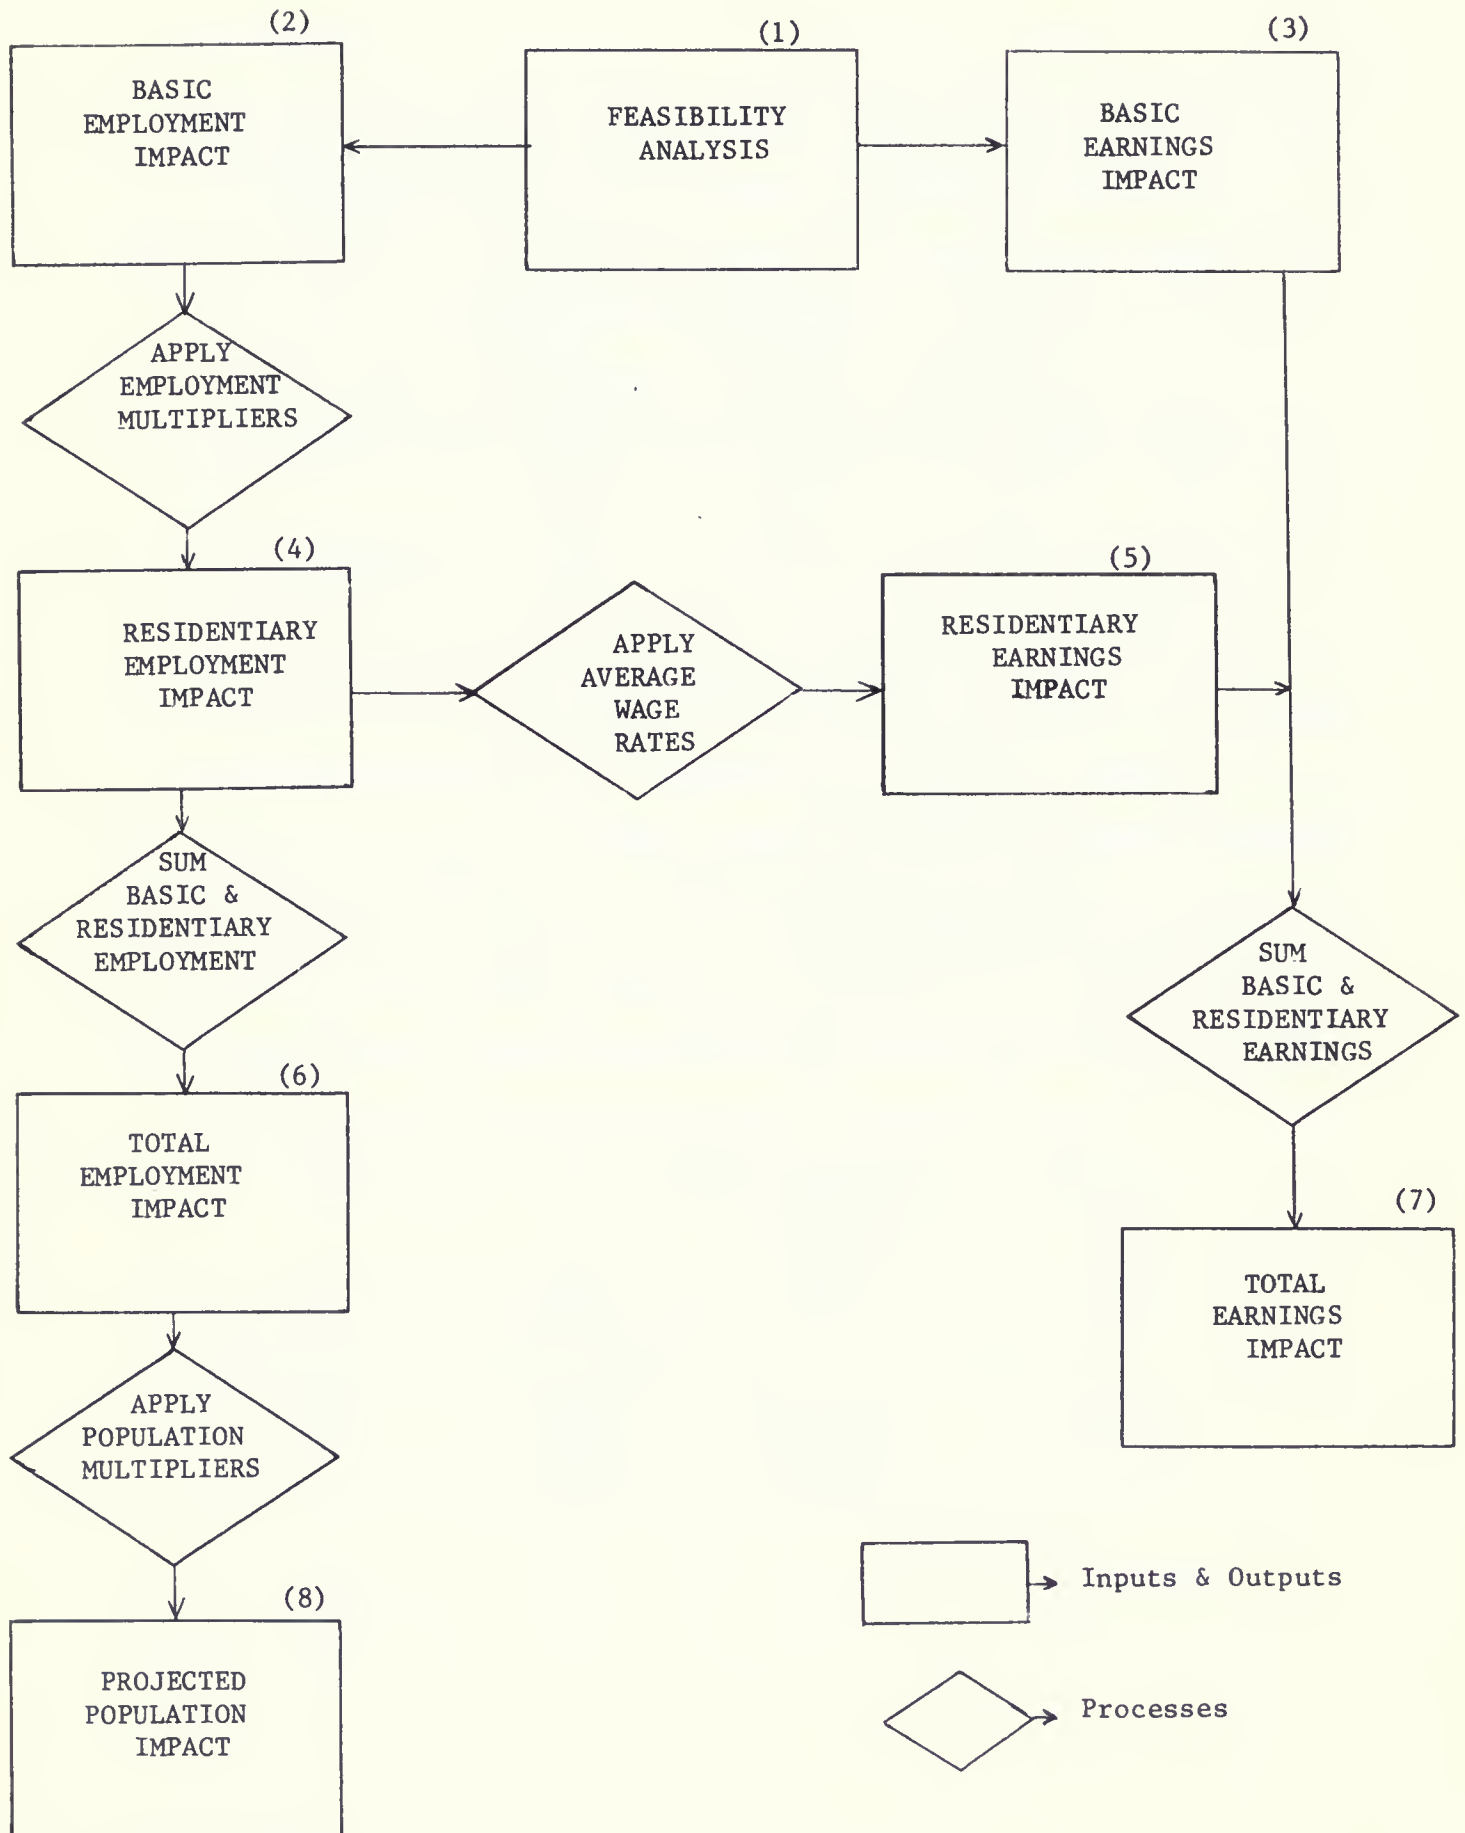 (2)
BASIC
EMPLOYMENT
IMPACT
(1)
FEASIBILITY
ANALYSIS
(3)
BASIC
EARNINGS
IMPACT
APPLY
EMPLOYMENT
MULTIPLIERS
(4)
RESIDENTIARY
EMPLOYMENT
IMPACT
APPLY
AVERAGE
WAGE
RATES
(5)
RESIDENTIARY
EARNINGS
IMPACT
SUM
BASIC &
RESIDENTIARY
EMPLOYMENT
SUM
BASIC &
RESIDENTIARY
EARNINGS
(6)
TOTAL
EMPLOYMENT
IMPACT
(7)
TOTAL
EARNINGS
IMPACT
APPLY
POPULATION
MULTIPLIERS
(8)
PROJECTED
POPULATION
IMPACT
Inputs & Outputs
Processes